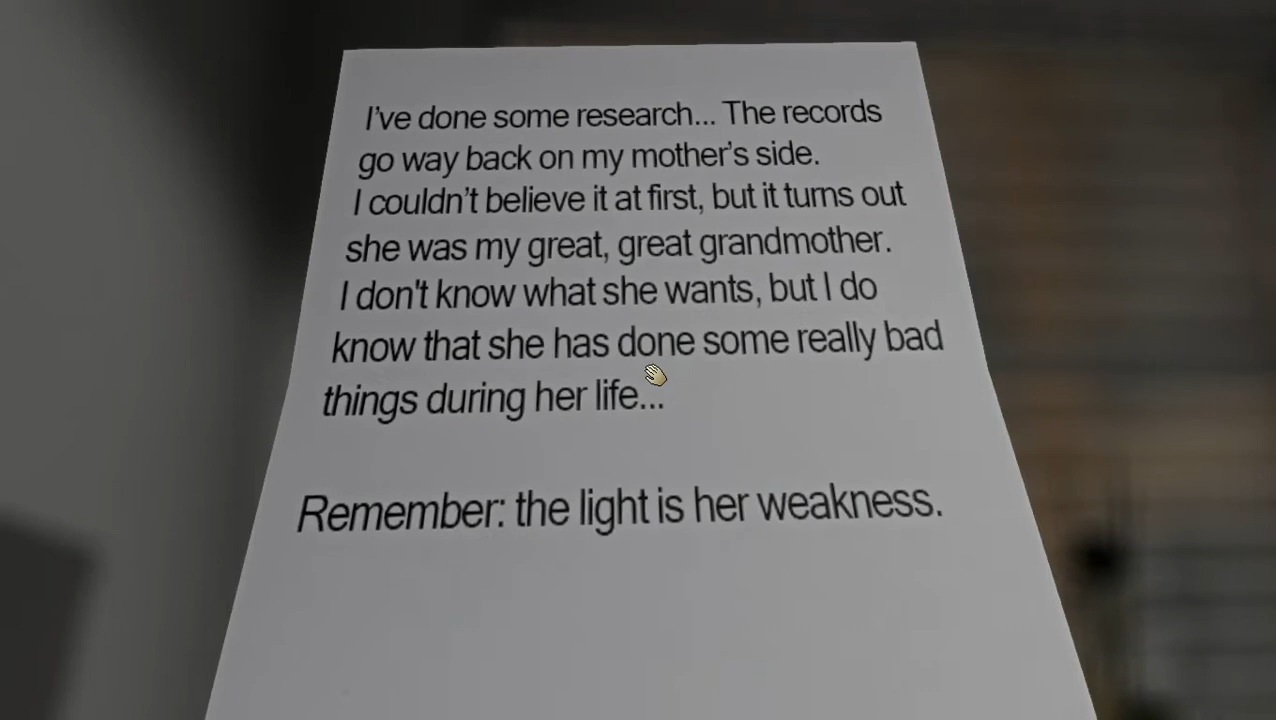 I've done some research... The records
go way back on my mother's side.
I couldn't believe it at first, but it turns out
she was my great, great grandmother.
I don't know what she wants, but I do
know that she has done some really bad
things during her life...
Remember: the light is her weakness.